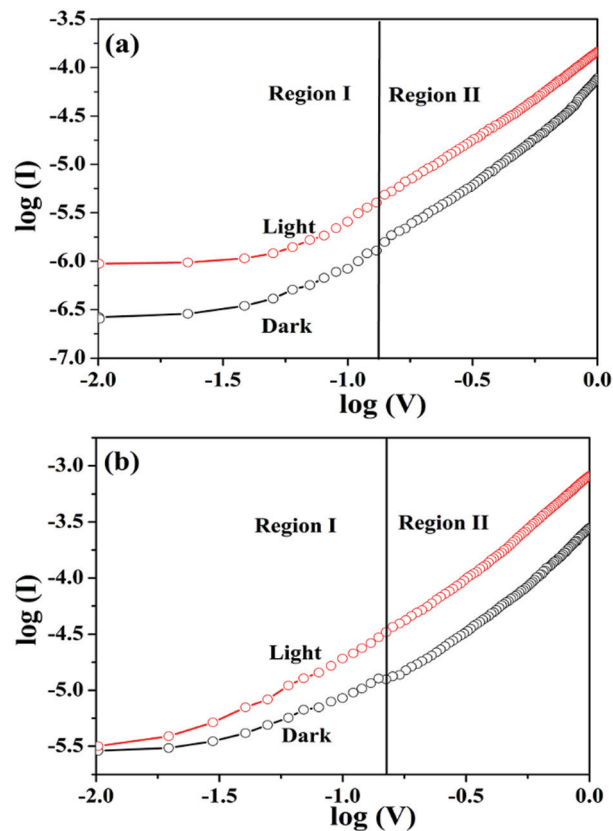 (a)
Region I
Region II
Light
Dark
log (I)
-3.5
-4.0
-4.5
-5.0
-5.5
-6.0
-6.5
-7.0
-2.0
-1.5
-1.0
-0.5
0.0
log (V)
(b)
Region I
Region II
Light
Dark
log (I)
-3.0
-3.5
-4.0
-4.5
-5.0
-5.5
-2.0
-1.5
-1.0
-0.5
0.0
log (V)